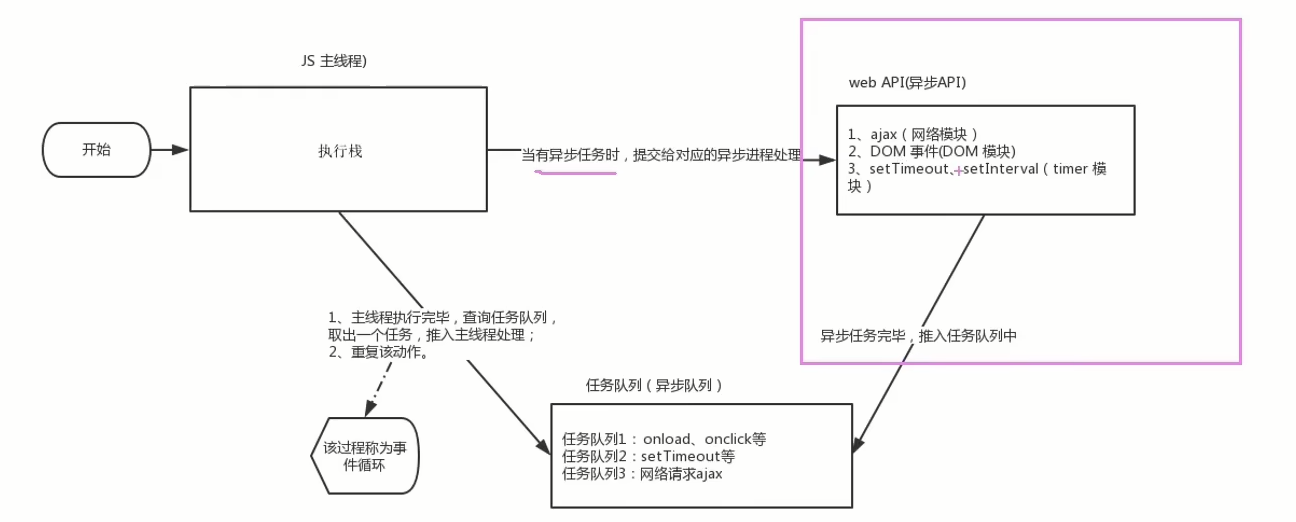 JS 主线程)
web API(异步API)
开始
执行栈
当有异步任务时，提交给对应的异步进程处理
1、ajax（网络模块）
2、DOM 事件(DOM 模块)
3、setTimeout、setInterval（timer 模
块）
1、主线程执行完毕，查询任务队列，
取出一个任务，推入主线程处理；
2、重复该动作。
异步任务完毕，推入任务队列中
任务队列（异步队列）
该过程称为事
件循环
任务队列1：onload、onclick等
任务队列2：setTimeout等
任务队列3：网络请求ajax